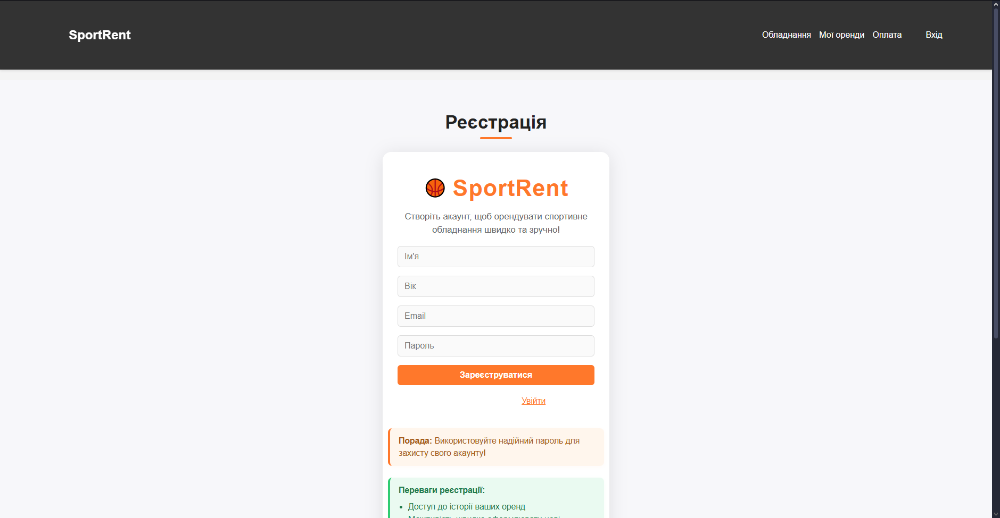 SportRent
Обладнання Мої оренди Оплата Вхід
Реєстрація
SportRent
Створіть акаунт, щоб орендувати спортивне
обладнання швидко та зручно!
Ім'я
Вік
Email
Пароль
Зареєструватися
Увійти
Порада: Використовуйте надійний пароль для
захисту свого акаунту!
Переваги реєстрації:
• Доступ до історії ваших оренд